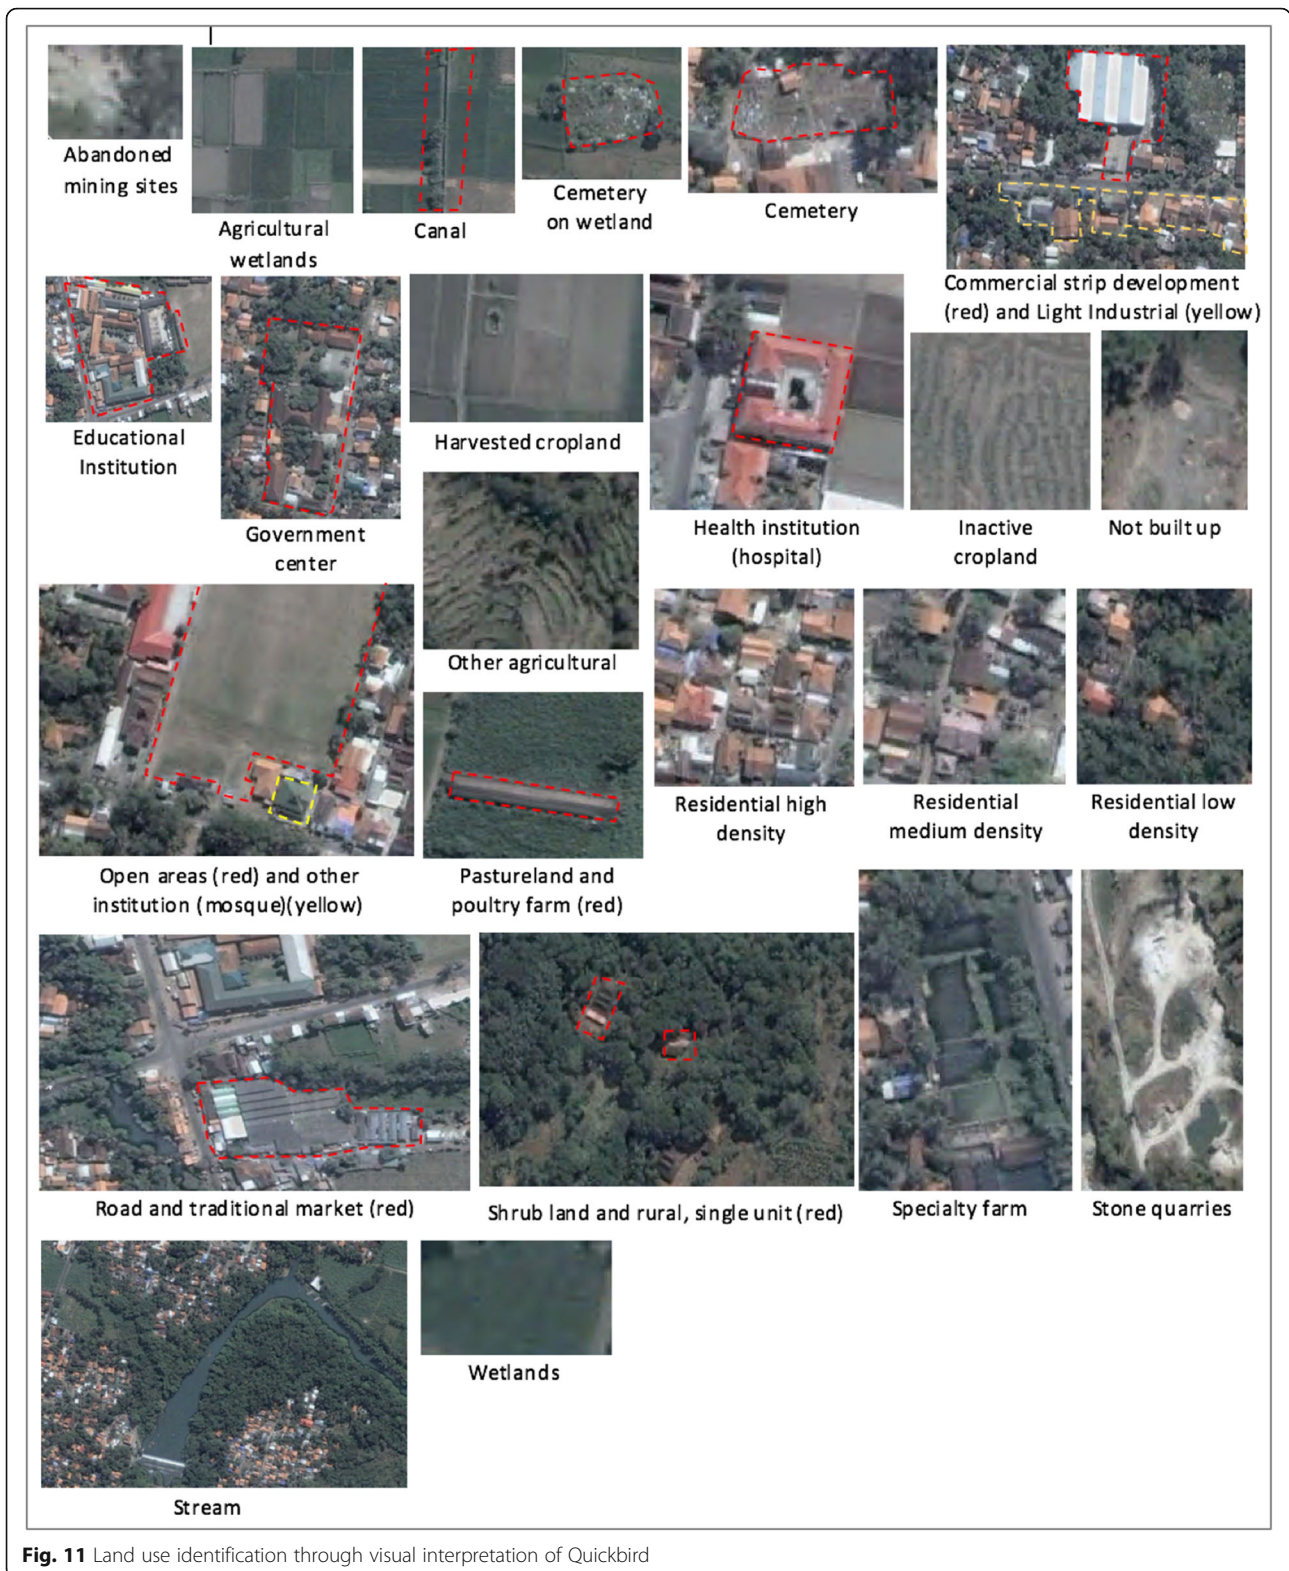 Abandoned
mining sites
Agricultural
wetlands
Canal
Cemetery
on wetland
Cemetery
Commercial strip development
(red) and Light Industrial (yellow)
Educational
Institution
Government
center
Harvested cropland
Health institution
(hospital)
Inactive
cropland
Not built up
Other agricultural
Open areas (red) and other
institution (mosque)(yellow)
Pastureland and
poultry farm (red)
Residential high
density
Residential
medium density
Residential low
density
Road and traditional market (red)
Shrub land and rural, single unit (red)
Specialty farm
Stone quarries
Stream
Wetlands
Fig. 11 Land use identification through visual interpretation of Quickbird